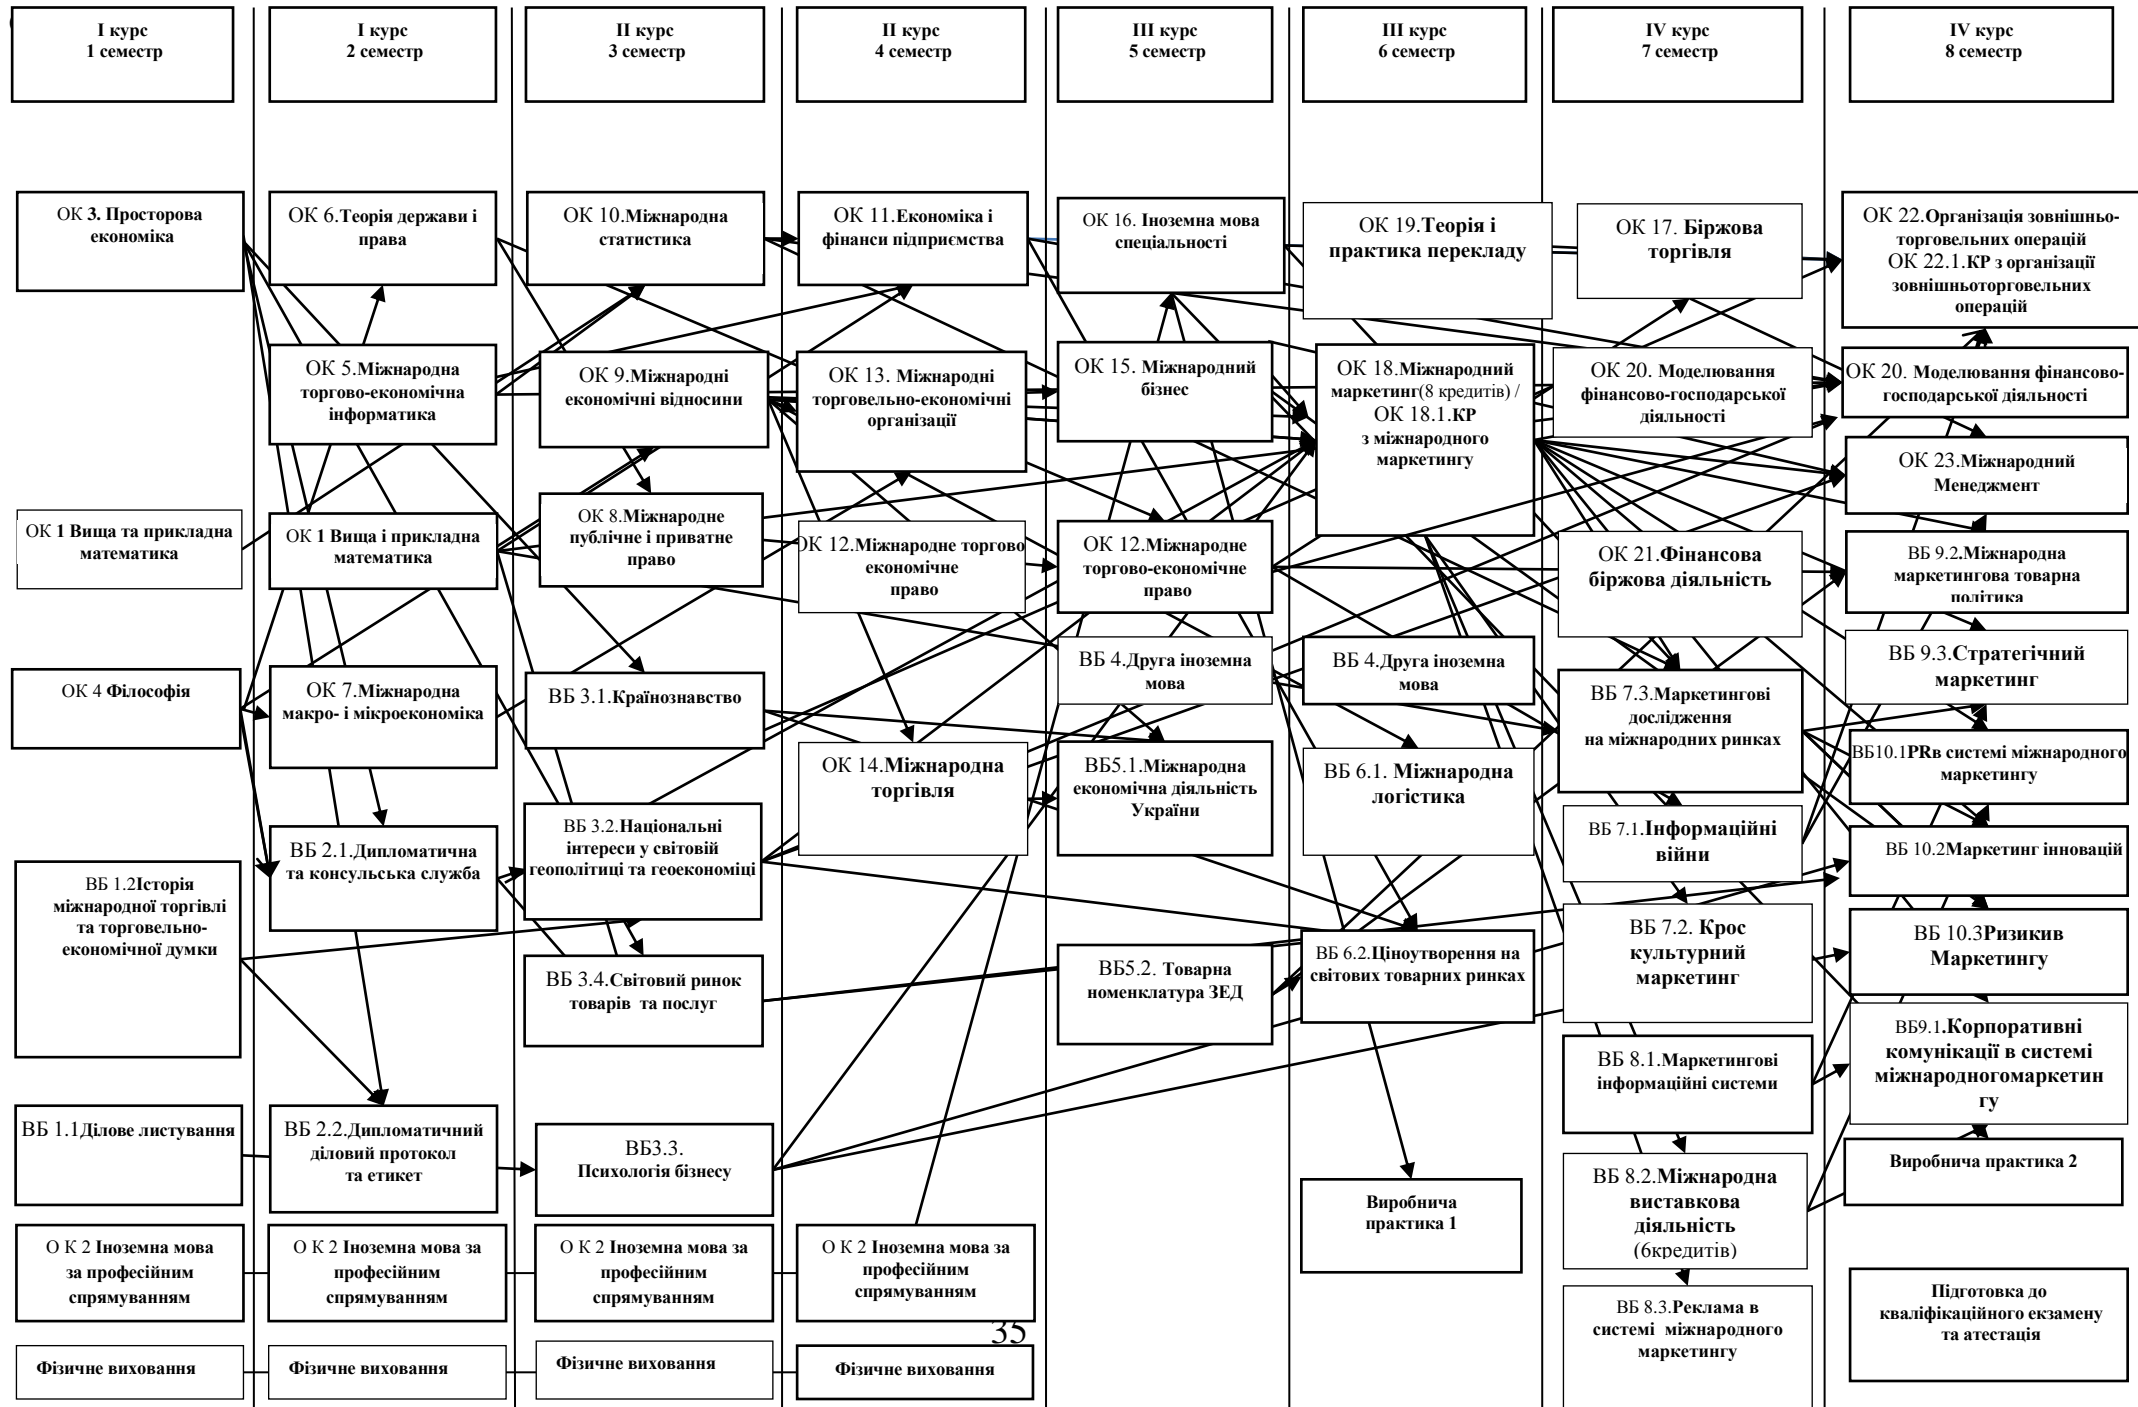 І курс
1 семестр
І курс
2 семестр
ІІ курс
3 семестр
ІІ курс
4 семестр
ІІІ курс
5 семестр
ІІІ курс
6 семестр
IV курс
7 семестр
IV курс
8 семестр
ОК 3. Просторова
економіка
ОК 1 Вища та прикладна
математика
ОК 4 Філософія
ВБ 1.2Історія
міжнародної торгівлі
та торговельно-
економічної думки
ВБ 1.1Ділове листування
О К 2 Іноземна мова
за професійним
спрямуванням
Фізичне виховання
ОК 6.Теорія держави і
права
ОК 5.Міжнародна
торгово-економічна
інформатика
ОК 1 Вища і прикладна
математика
ОК 7.Міжнародна
макро- і мікроекономіка
ВБ 2.1.Дипломатична
та консульська служба
ВБ 2.2.Дипломатичний
діловий протокол
та етикет
О К 2 Іноземна мова за
професійним
спрямуванням
Фізичне виховання
ОК 10.Міжнародна
статистика
ОК 9.Міжнародні
економічні відносини
ОК 8.Міжнародне
публічне і приватне
право
ВБ 3.1.Країнознавство
ВБ 3.2.Національні
інтереси у світовій
геополітиці та геоекономіці
ВБ 3.4.Світовий ринок
товарів та послуг
ВБ3.3.
Психологія бізнесу
О К 2 Іноземна мова за
професійним
спрямуванням
Фізичне виховання
ОК 11.Економіка і
фінанси підприємства
ОК 13. Міжнародні
торговельно-економічні
організації
ОК 12.Міжнародне торгово
економічне
право
ОК 14.Міжнародна
торгівля
О К 2 Іноземна мова за
професійним
спрямуванням
35
Фізичне виховання
ОК 16. Іноземна мова
спеціальності
ОК 15. Міжнародний
бізнес
ОК 12.Міжнародне
торгово-економічне
право
ВБ 4.Друга іноземна
мова
ВБ5.1.Міжнародна
економічна діяльність
України
ВБ5.2. Товарна
номенклатура ЗЕД
ОК 19.Теорія і
практика перекладу
ОК 18.Міжнародний
маркетинг(8 кредитів) /
ОК 18.1.КР
з міжнародного
маркетингу
ВБ 4.Друга іноземна
мова
ВБ 6.1. Міжнародна
логістика
ВБ 6.2.Ціноутворення на
світових товарних ринках
Виробнича
практика 1
ОК 17. Біржова
торгівля
ОК 20. Моделювання
фінансово-господарської
діяльності
ОК 21.Фінансова
біржова діяльність
ВБ 7.3.Маркетингові
дослідження
на міжнародних ринках
ВБ 7.1.Інформаційні
війни
ВБ 7.2. Крос
культурний
маркетинг
ВБ 8.1.Маркетингові
інформаційні системи
ВБ 8.2.Міжнародна
виставкова
діяльність
(6кредитів)
ВБ 8.3.Реклама в
системі міжнародного
маркетингу
ОК 22.Організація зовнішньо-
торговельних операцій
ОК 22.1.КР з організації
зовнішньоторговельних
операцій
ОК 20. Моделювання фінансово-
господарської діяльності
ОК 23.Міжнародний
Менеджмент
ВБ 9.2.Міжнародна
маркетингова товарна
політика
ВБ 9.3.Стратегічний
маркетинг
ВБ10.1PRв системі міжнародного
маркетингу
ВБ 10.2Маркетинг інновацій
ВБ 10.3Ризикив
Маркетингу
ВБ9.1.Корпоративні
комунікації в системі
міжнародногомаркетин
гу
Виробнича практика 2
Підготовка до
кваліфікаційного екзамену
та атестація